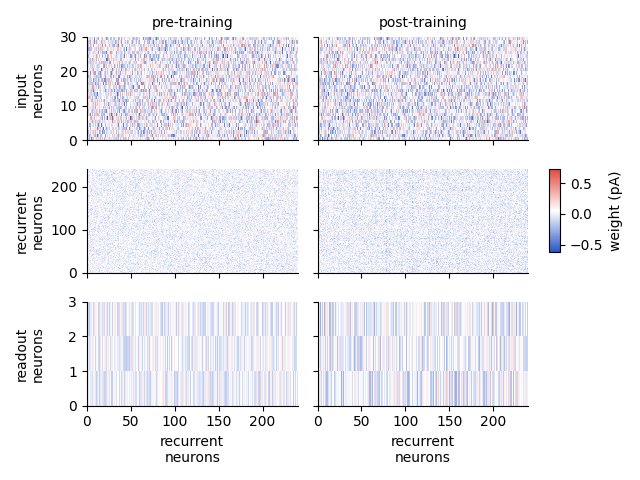 pre-training
post-training
30
20
10
0
input
neurons
200
100
0
recurrent
neurons
0.5
0.0
−0.5
weight (pA)
3
2
1
0
readout
neurons
0 50 100 150 200
0 50 100 150 200
recurrent
neurons
recurrent
neurons